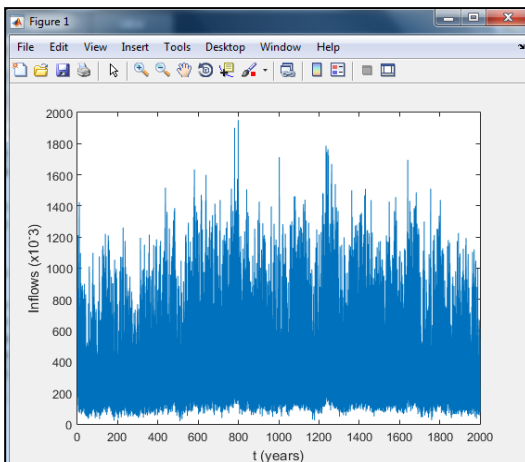 Figure 1
File Edit View Insert Tools Desktop Window Help
2000
1800
1600
1400
1200
1000
800
600
400
200
0
Inflows (x10^-3)
0 200 400 600 800 1000 1200 1400 1600 1800 2000
t (years)